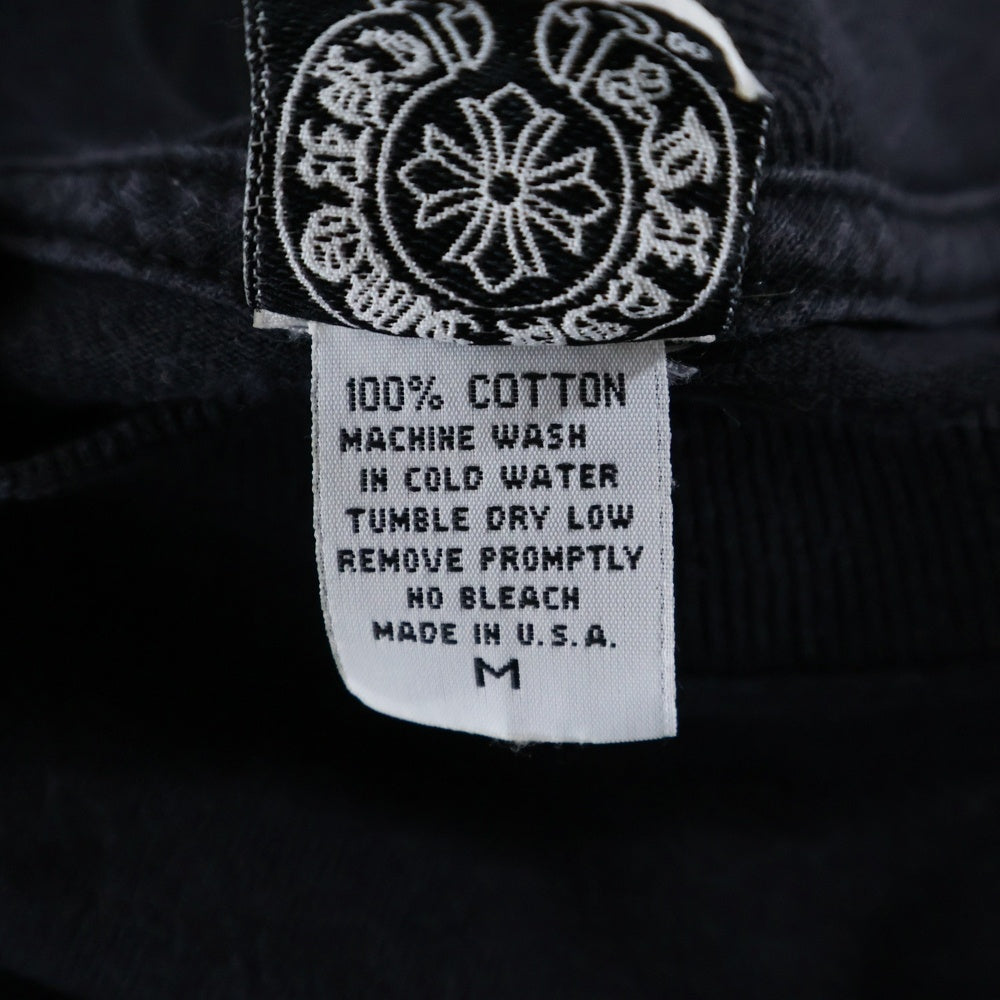 100% COTTON
MACHINE WASH
IN COLD WATER
TUMBLE DRY LOW
REMOVE PROMPTLY
NO BLEACH
MADE IN U.S.A.
M